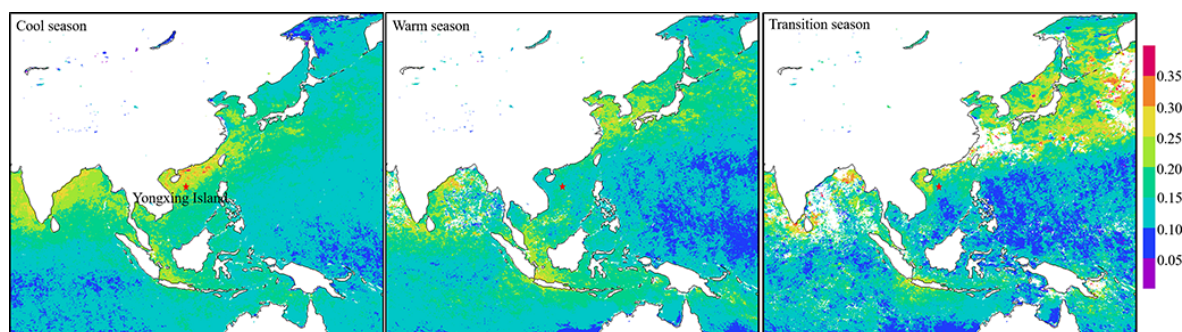 Cool season
Warm season
Transition season
Yongxing Island
0.35
0.30
0.25
0.20
0.15
0.10
0.05